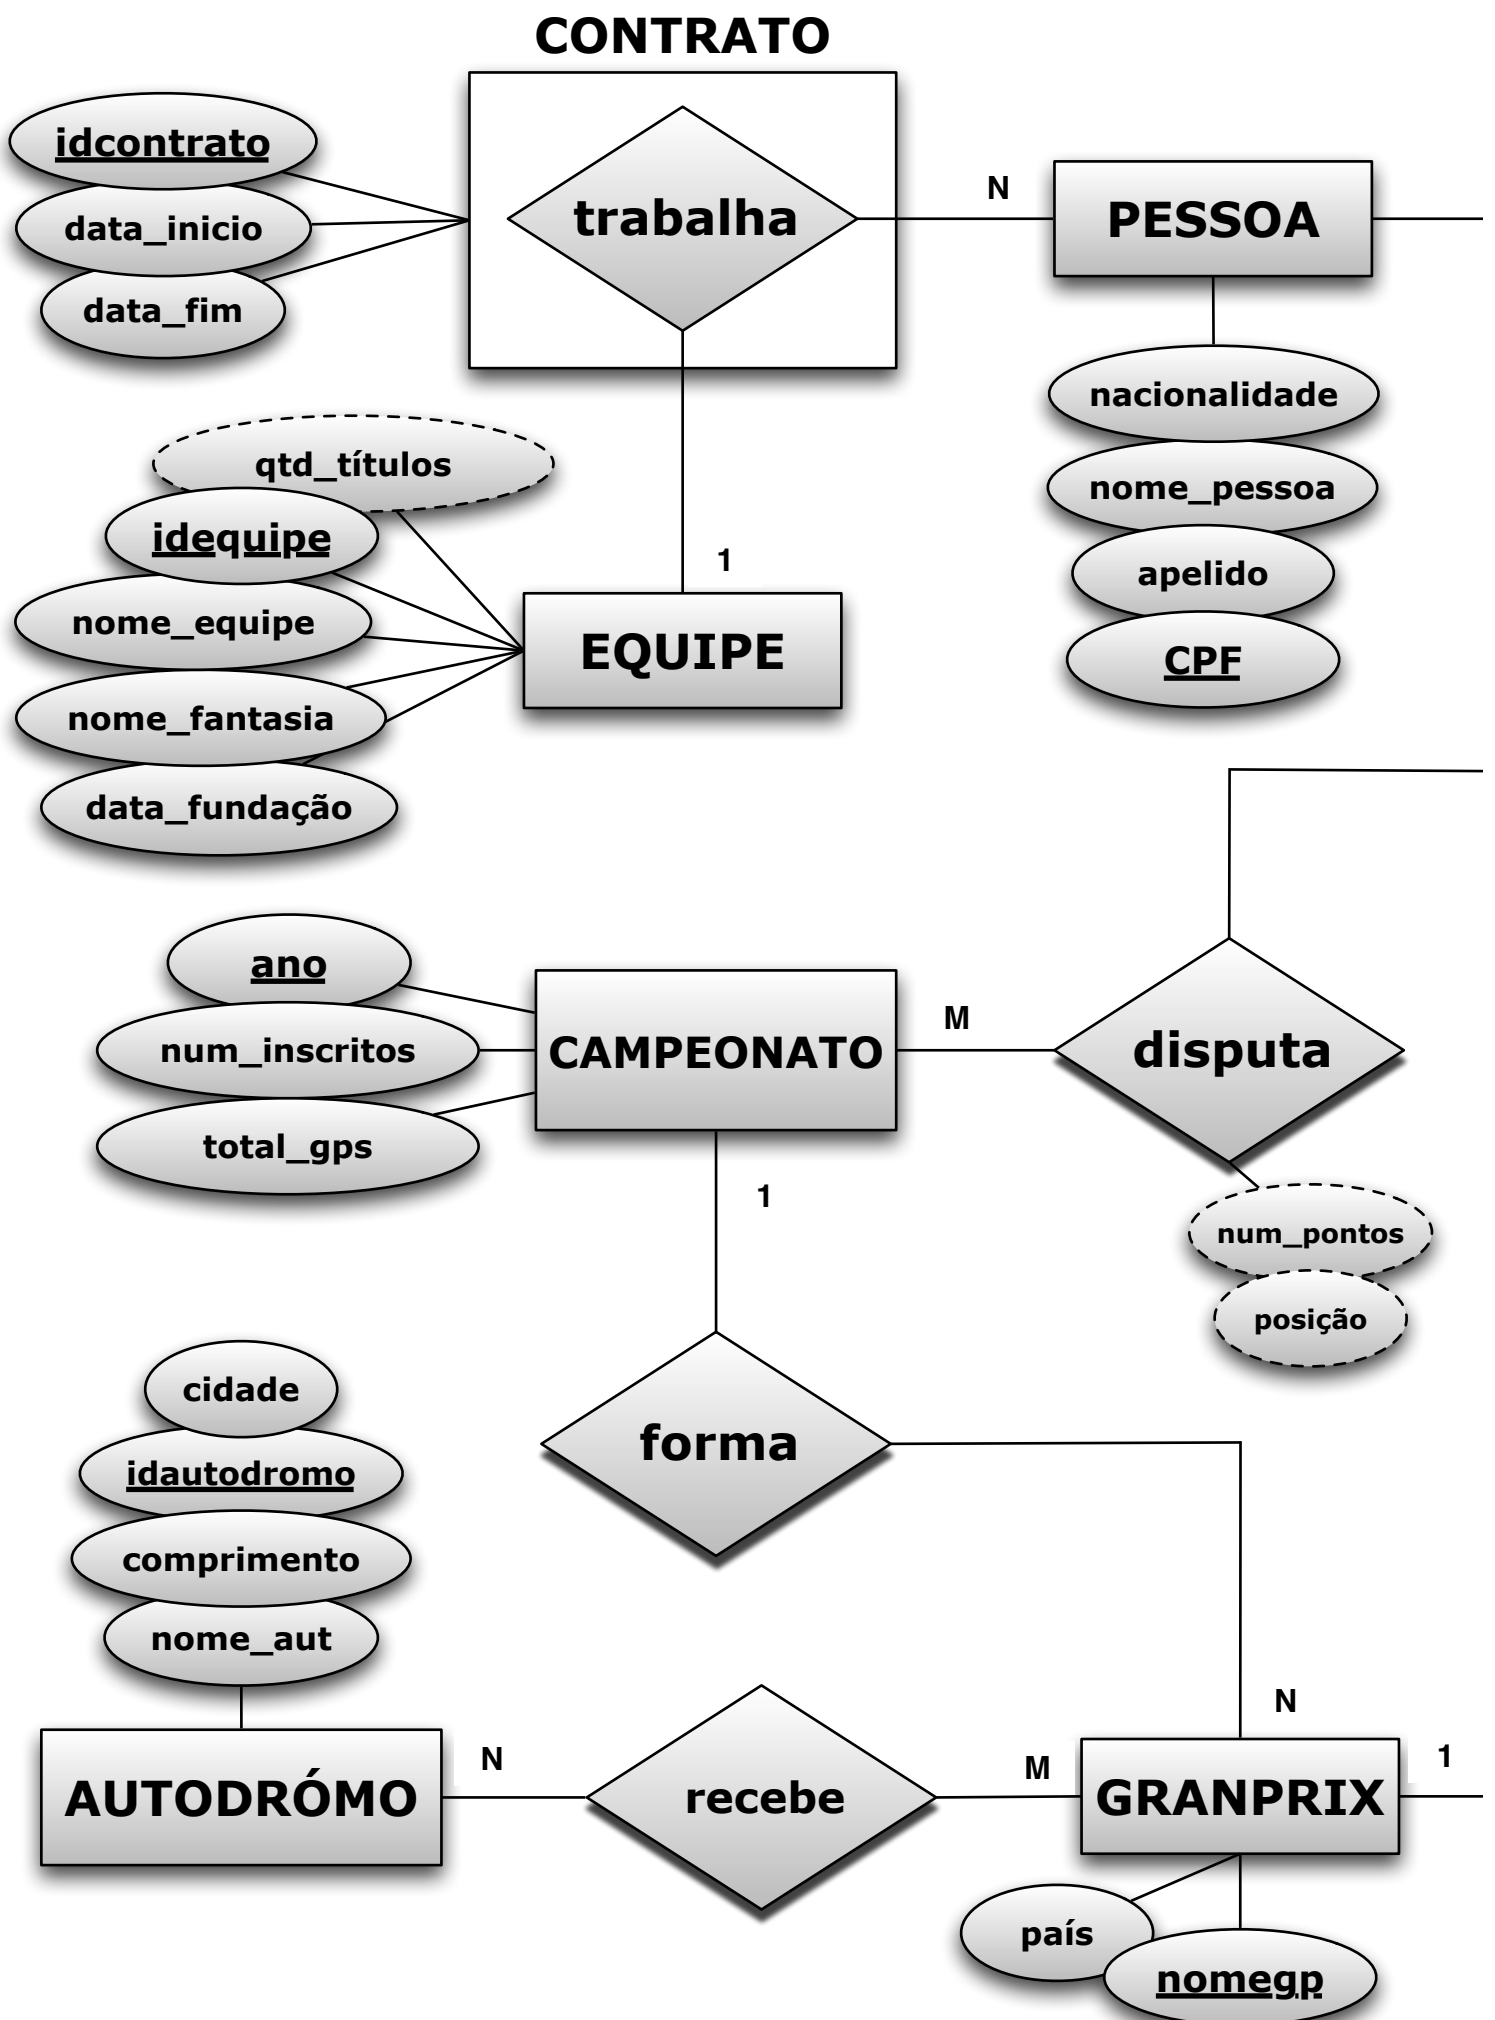 CONTRATO
idcontrato
data_inicio
data_fim
trabalha
N
PESSOA
nacionalidade
nome_pessoa
apelido
CPF
qtd_títulos
idequipe
nome_equipe
nome_fantasia
data_fundação
1
EQUIPE
ano
num_inscritos
total_gps
CAMPEONATO
M
disputa
num_pontos
posição
1
forma
cidade
idautodromo
comprimento
nome_aut
AUTODRÓMO
N
recebe
M
N
GRANPRIX
1
país
nomegp